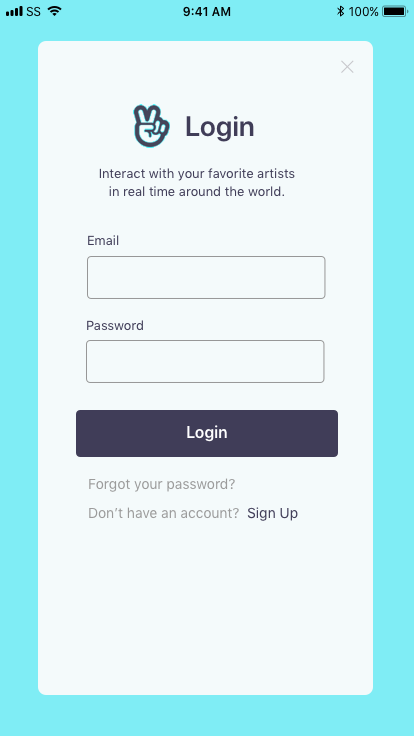 SS 9:41 AM 100%
Login
Interact with your favorite artists
in real time around the world.
Email
Password
Login
Forgot your password?
Don’t have an account? Sign Up